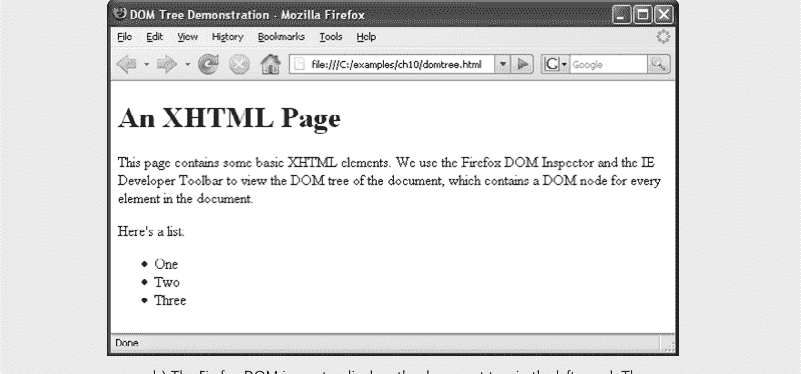 DOM Tree Demonstration - Mozilla Firefox
File Edit View History Bookmarks Tools Help
file:///C:/examples/ch10/domtree.html G Google
An XHTML Page
This page contains some basic XHTML elements. We use the Firefox DOM Inspector and the IE
Developer Toolbar to view the DOM tree of the document, which contains a DOM node for every
element in the document.
Here's a list.
• One
• Two
• Three
Done